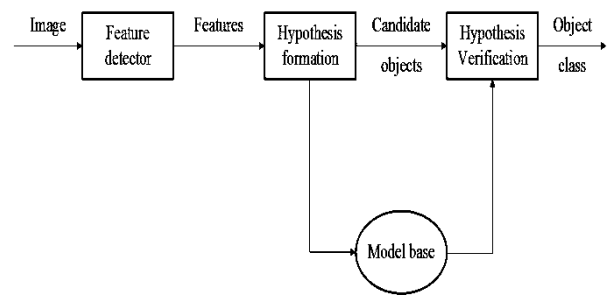 Image
Feature
detector
Features
Hypothesis
formation
Candidate
objects
Hypothesis
Verification
Object
class
Model base